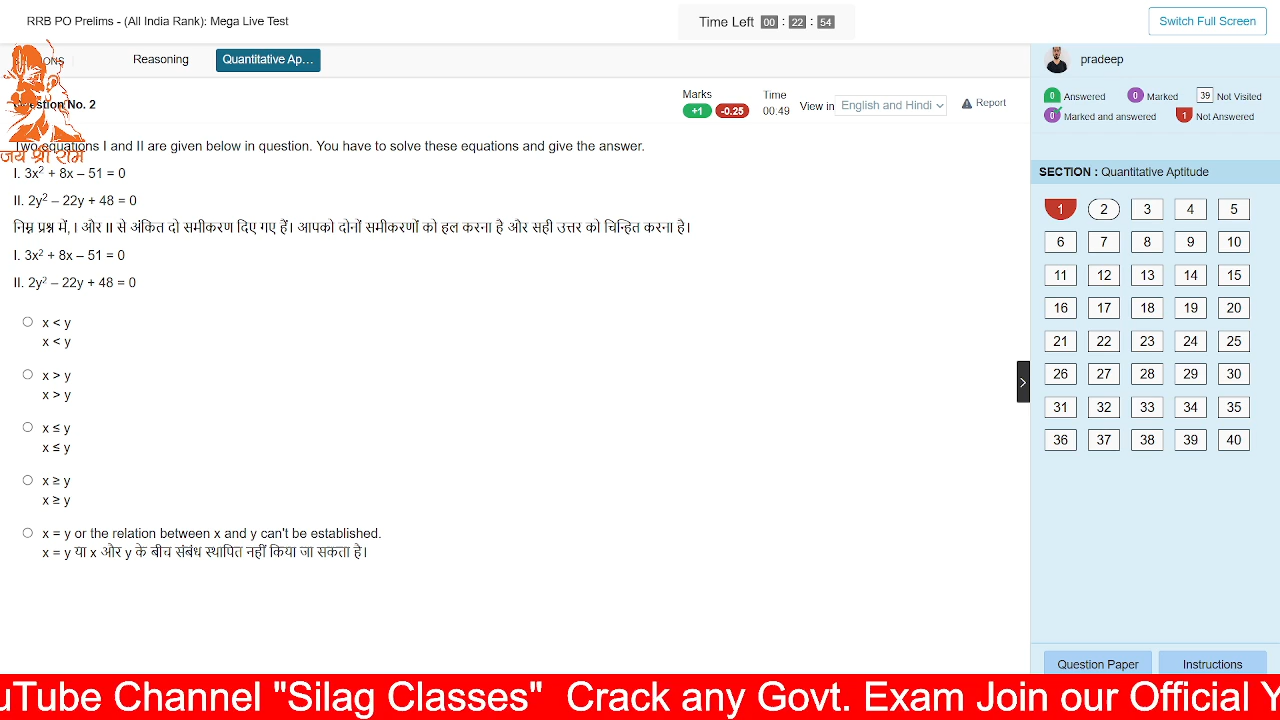 RRB PO Prelims - (All India Rank): Mega Live Test
Time Left 00 : 22 : 54
Switch Full Screen
Reasoning
Quantitative Ap...
pradeep
Question No. 2
Marks
+1 -0.25
Time
00:49
View in English and Hindi
Report
0 Answered
0 Marked
39 Not Visited
0 Marked and answered
1 Not Answered
जय श्री राम
Two equations I and II are given below in question. You have to solve these equations and give the answer.
I. 3x² + 8x – 51 = 0
II. 2y² – 22y + 48 = 0
निम्न प्रश्न में, I और II से अंकित दो समीकरण दिए गए हैं। आपको दोनों समीकरणों को हल करना है और सही उत्तर को चिन्हित करना है।
I. 3x² + 8x – 51 = 0
II. 2y² – 22y + 48 = 0
x < y
x < y
x > y
x > y
x ≤ y
x ≤ y
x ≥ y
x ≥ y
x = y or the relation between x and y can't be established.
x = y या x और y के बीच संबंध स्थापित नहीं किया जा सकता है।
SECTION : Quantitative Aptitude
1 2 3 4 5
6 7 8 9 10
11 12 13 14 15
16 17 18 19 20
21 22 23 24 25
26 27 28 29 30
31 32 33 34 35
36 37 38 39 40
Question Paper
Instructions
uTube Channel "Silag Classes" Crack any Govt. Exam Join our Official Y